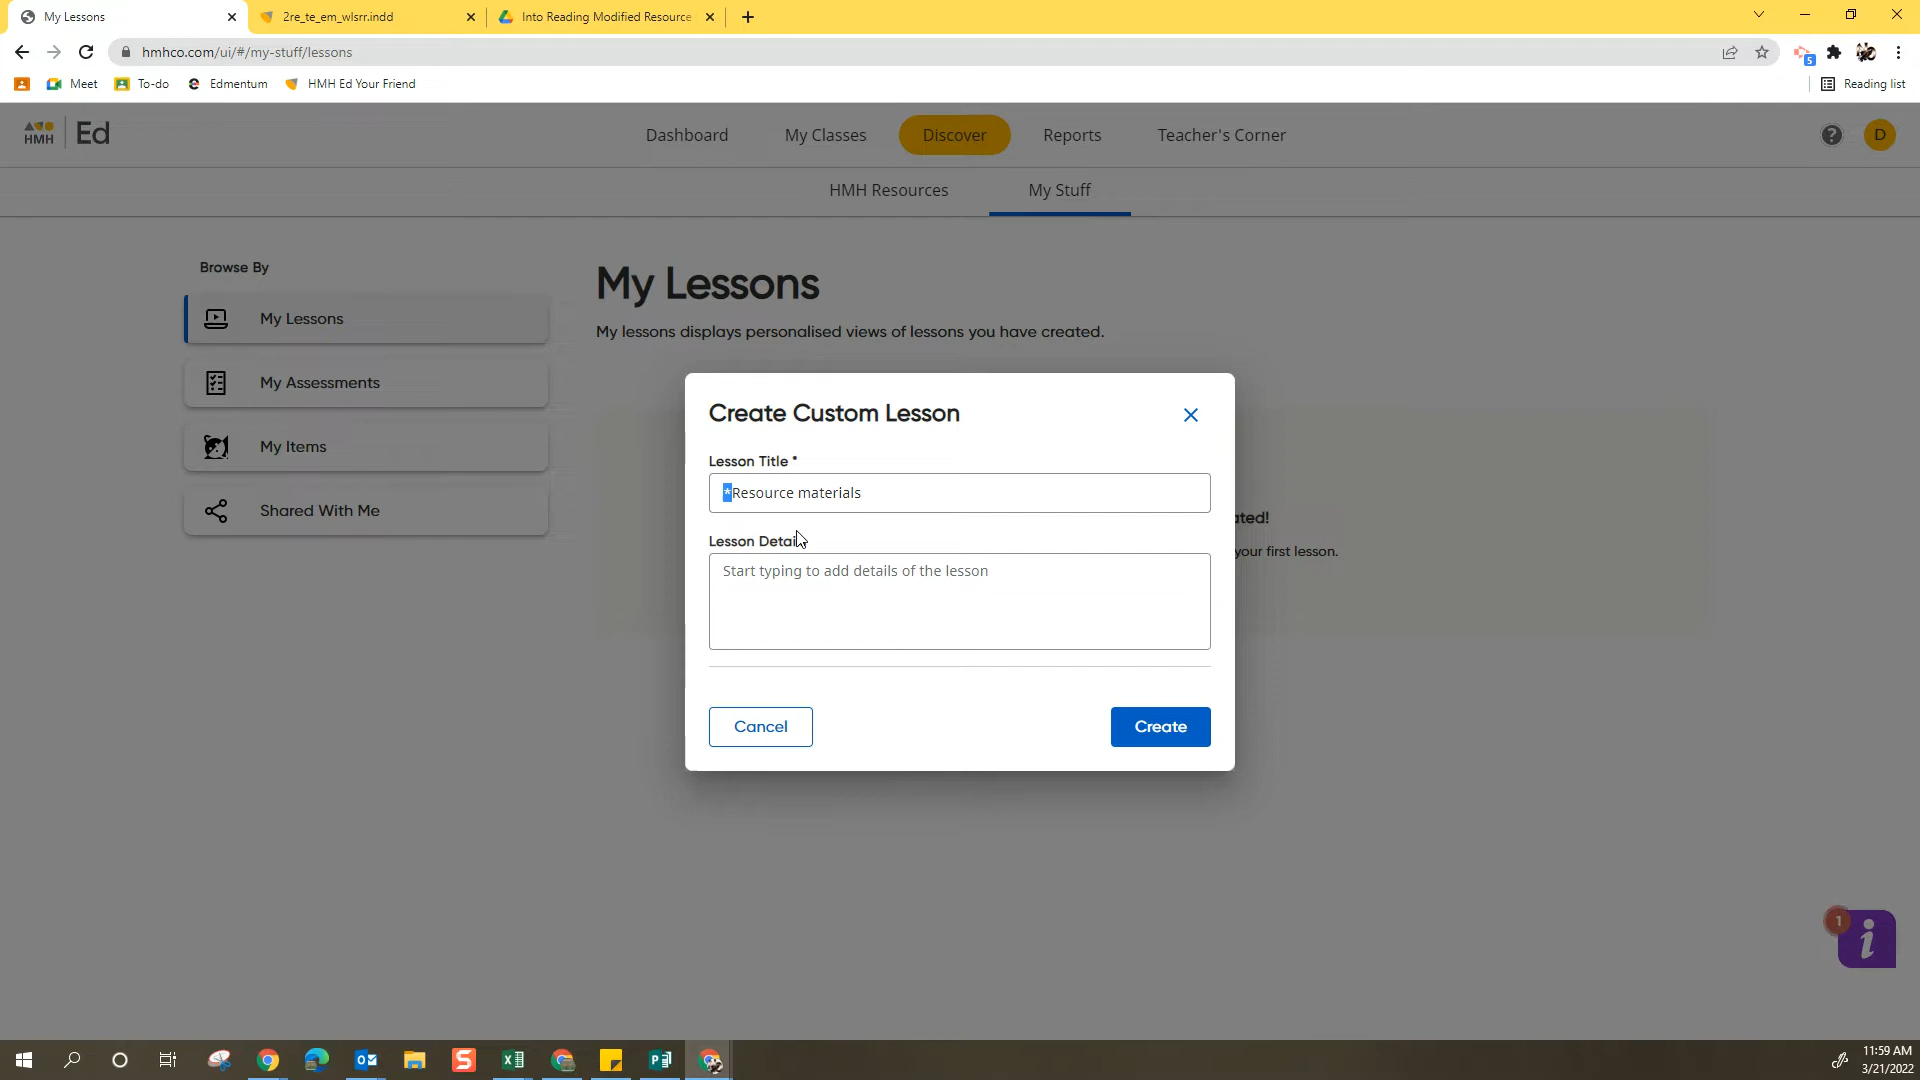 My Lessons
2re_te_em_wlsrr.indd
Into Reading Modified Resource
hmhco.com/ui/#/my-stuff/lessons
5
Meet
To-do
Edmentum
HMH Ed Your Friend
Reading list
HMH Ed
Dashboard
My Classes
Discover
Reports
Teacher's Corner
?
D
HMH Resources
My Stuff
Browse By
My Lessons
My Assessments
My Items
Shared With Me
My Lessons
My lessons displays personalised views of lessons you have created.
Create Custom Lesson
Lesson Title *
*Resource materials
ated!
your first lesson.
Lesson Detai
Start typing to add details of the lesson
Cancel
Create
1
i
11:59 AM
3/21/2022